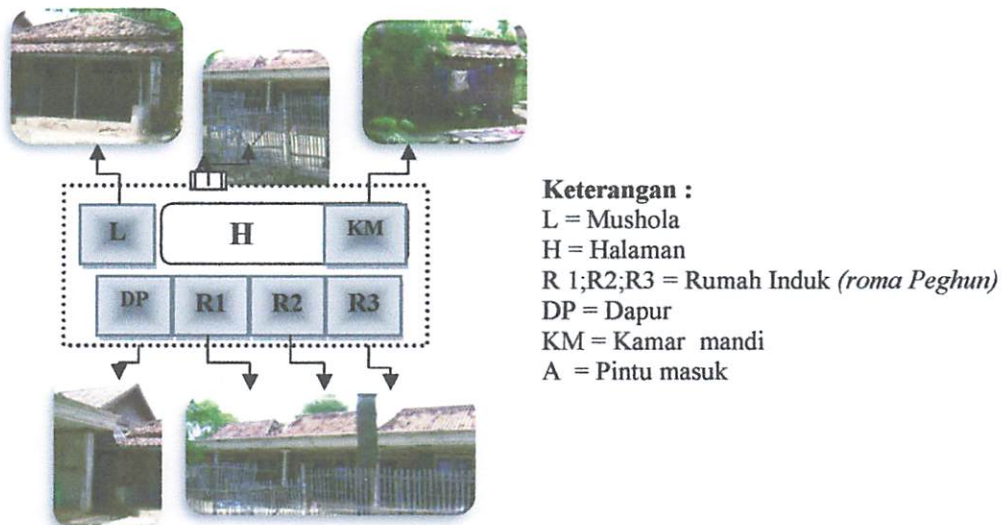 L H KM
DP R1 R2 R3
Keterangan :
L = Mushola
H = Halaman
R 1;R2;R3 = Rumah Induk (roma Peghun)
DP = Dapur
KM = Kamar mandi
A = Pintu masuk